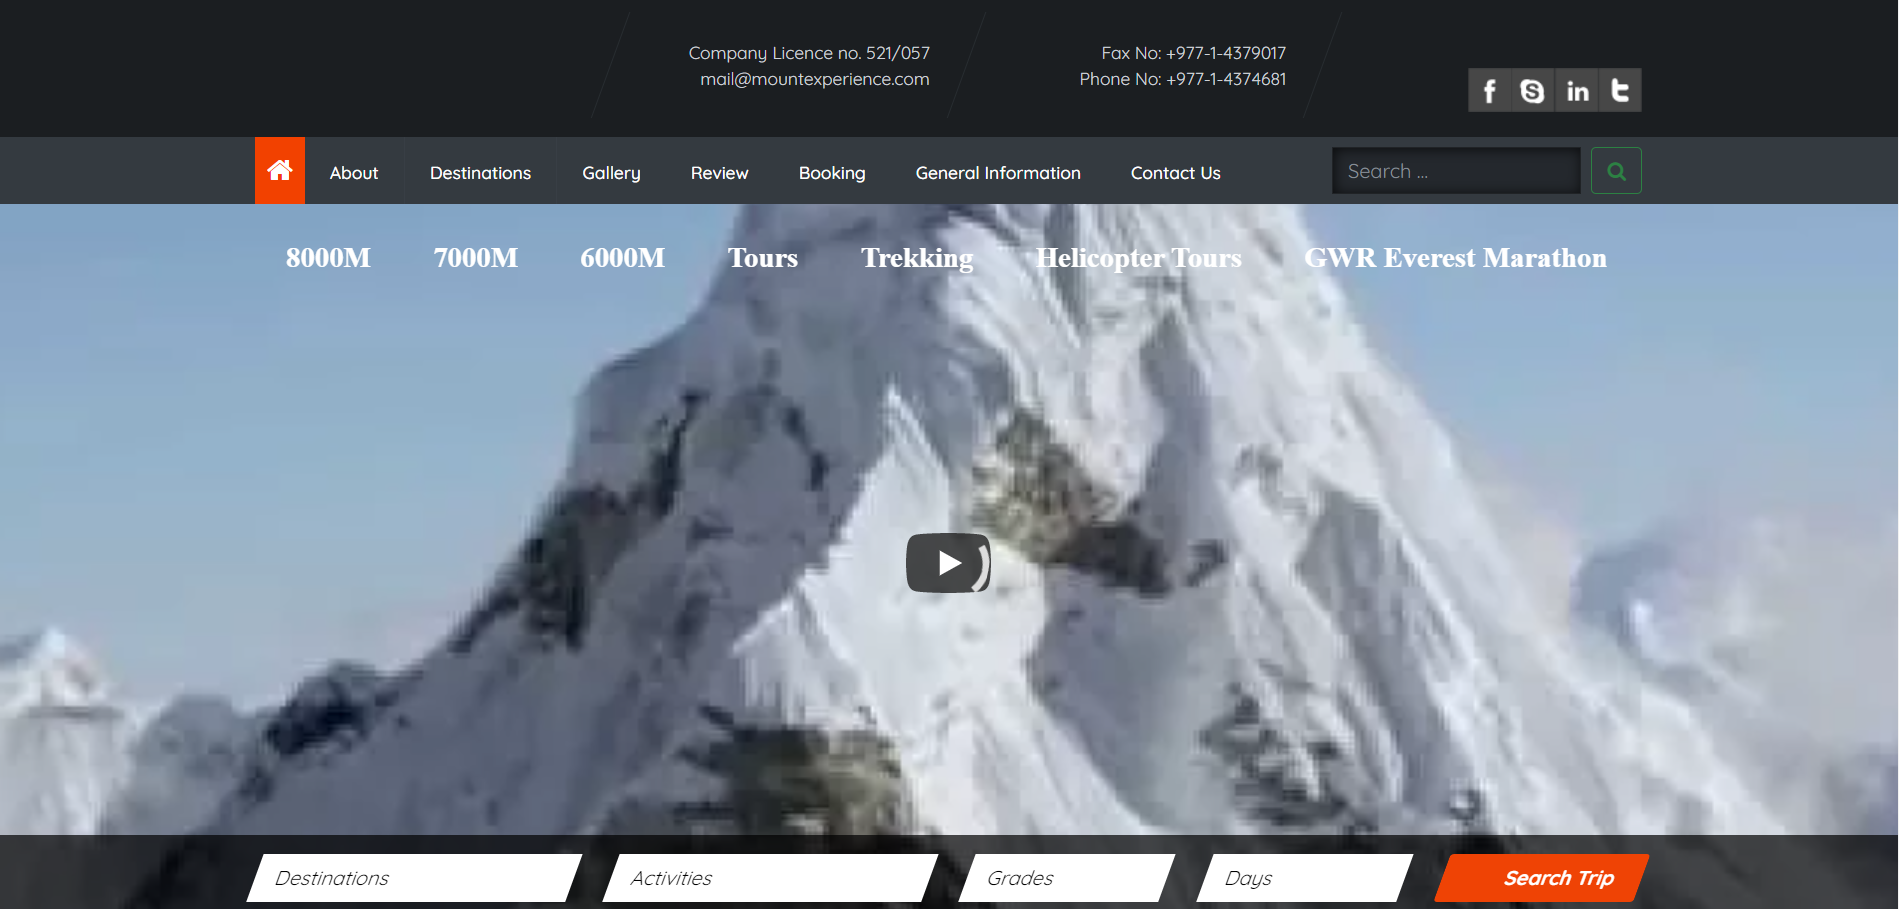 Company Licence no. 521/057
mail@mountexperience.com
Fax No: +977-1-4379017
Phone No: +977-1-4374681
About Destinations Gallery Review Booking General Information Contact Us Search ...
8000M 7000M 6000M Tours Trekking Helicopter Tours GWR Everest Marathon
Destinations Activities Grades Days Search Trip